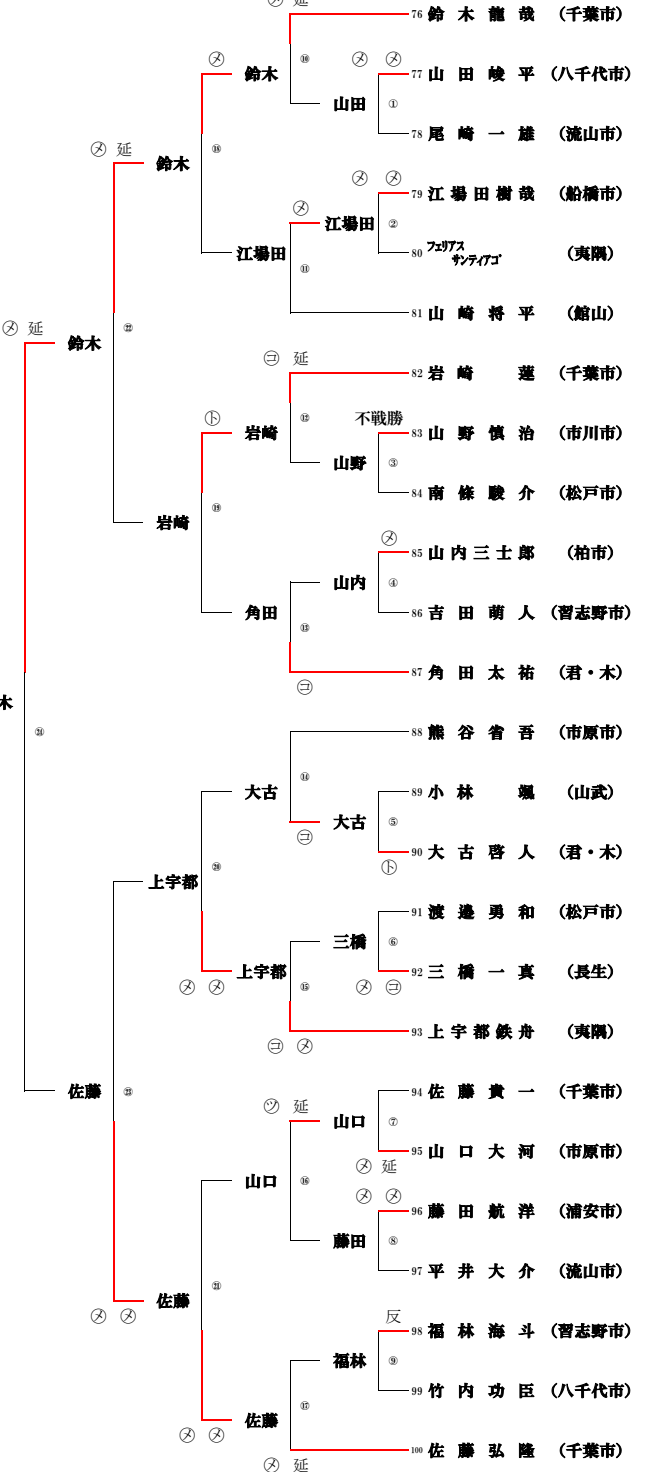 ㋱ 延
76 鈴木龍哉 （千葉市）
㋱
鈴木
⑩
㋱ ㋱
77 山田峻平 （八千代市）
山田
①
78 尾崎一雄 （流山市）
㋱ 延
鈴木
⑱
㋱ ㋱
79 江場田樹哉 （船橋市）
㋱
江場田
②
江場田
80 フェリアス サンティアゴ （夷隅）
⑪
81 山崎将平 （館山）
㋱ 延
鈴木
㉒
㋙ 延
82 岩崎 蓮 （千葉市）
㋣
岩崎
⑫
不戦勝
83 山野慎治 （市川市）
山野
③
84 南條駿介 （松戸市）
岩崎
⑲
㋱
85 山内三士郎 （柏市）
山内
④
角田
86 吉田萌人 （習志野市）
⑬
87 角田太祐 （君・木）
㋙
木
㉔
88 熊谷省吾 （市原市）
大古
⑭
89 小林 颯 （山武）
㋙
大古
⑤
90 大古啓人 （君・木）
㋣
上宇都
⑳
91 渡邉勇和 （松戸市）
三橋
⑥
上宇都
92 三橋一真 （長生）
㋱ ㋱
⑮
㋱ ㋙
93 上宇都鉄舟 （夷隅）
㋙ ㋱
佐藤
㉓
94 佐藤貴一 （千葉市）
㋡ 延
山口
⑦
95 山口大河 （市原市）
㋱ 延
山口
⑯
㋱ ㋱
96 藤田航洋 （浦安市）
藤田
⑧
97 平井大介 （流山市）
佐藤
㉑
㋱ ㋱
反
98 福林海斗 （習志野市）
福林
⑨
99 竹内功臣 （八千代市）
佐藤
⑰
㋱ ㋱
100 佐藤弘隆 （千葉市）
㋱ 延